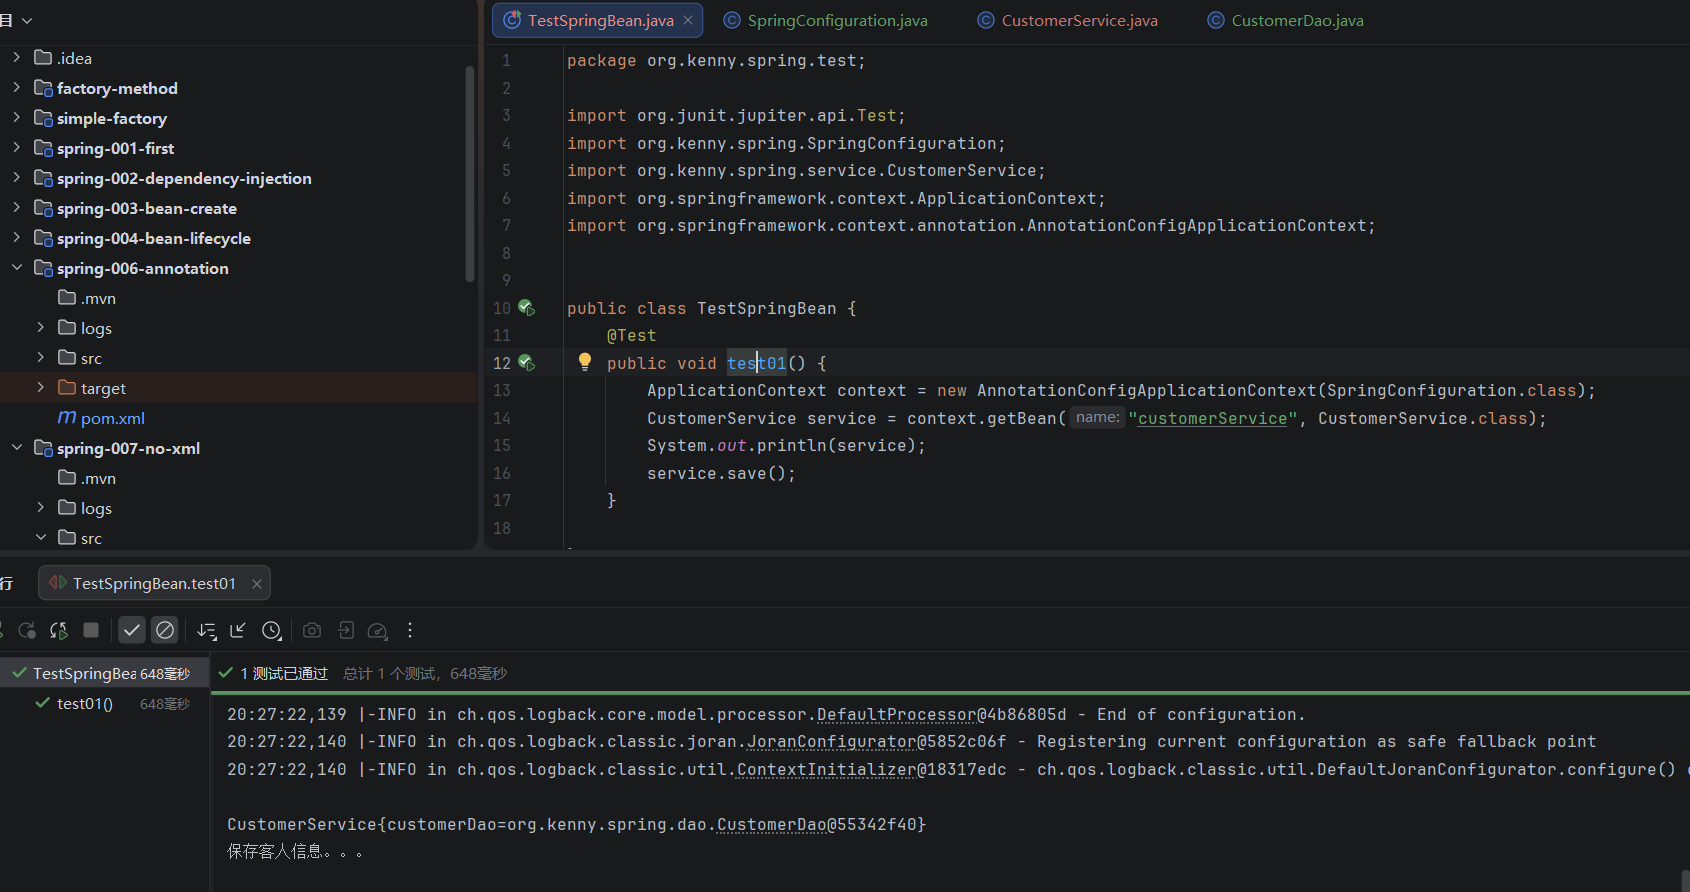 目
.idea
factory-method
simple-factory
spring-001-first
spring-002-dependency-injection
spring-003-bean-create
spring-004-bean-lifecycle
spring-006-annotation
.mvn
logs
src
target
pom.xml
spring-007-no-xml
.mvn
logs
src
TestSpringBean.java
SpringConfiguration.java
CustomerService.java
CustomerDao.java
1 package org.kenny.spring.test;
2
3 import org.junit.jupiter.api.Test;
4 import org.kenny.spring.SpringConfiguration;
5 import org.kenny.spring.service.CustomerService;
6 import org.springframework.context.ApplicationContext;
7 import org.springframework.context.annotation.AnnotationConfigApplicationContext;
8
9
10 public class TestSpringBean {
11 @Test
12 public void test01() {
13 ApplicationContext context = new AnnotationConfigApplicationContext(SpringConfiguration.class);
14 CustomerService service = context.getBean( name: "customerService", CustomerService.class);
15 System.out.println(service);
16 service.save();
17 }
18
行 TestSpringBean.test01
TestSpringBea 648毫秒
test01() 648毫秒
1 测试已通过 总计 1 个测试，648毫秒
20:27:22,139 |-INFO in ch.qos.logback.core.model.processor.DefaultProcessor@4b86805d - End of configuration.
20:27:22,140 |-INFO in ch.qos.logback.classic.joran.JoranConfigurator@5852c06f - Registering current configuration as safe fallback point
20:27:22,140 |-INFO in ch.qos.logback.classic.util.ContextInitializer@18317edc - ch.qos.logback.classic.util.DefaultJoranConfigurator.configure()
CustomerService{customerDao=org.kenny.spring.dao.CustomerDao@55342f40}
保存客人信息。。。